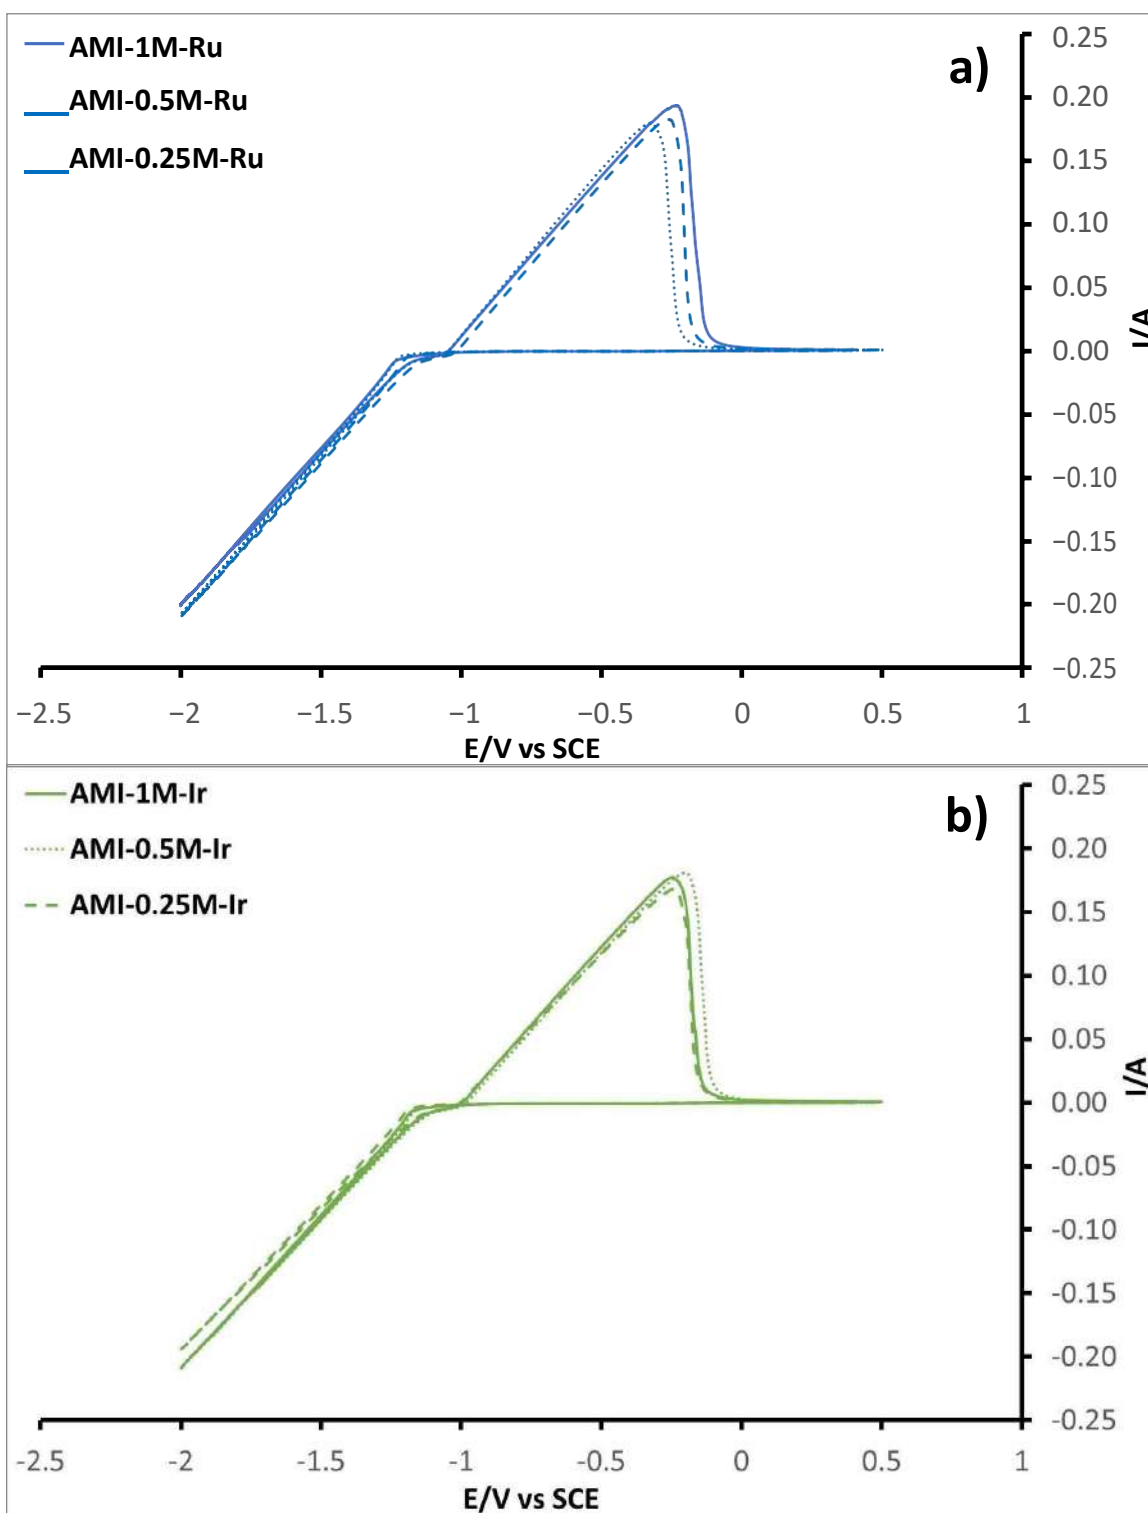 AMI-1M-Ru
AMI-0.5M-Ru
AMI-0.25M-Ru
a)
0.25
0.20
0.15
0.10
0.05
0.00
−0.05
−0.10
−0.15
−0.20
−0.25
I/A
−2.5 −2 −1.5 −1 −0.5 0 0.5 1
E/V vs SCE
AMI-1M-Ir
AMI-0.5M-Ir
AMI-0.25M-Ir
b)
0.25
0.20
0.15
0.10
0.05
0.00
-0.05
-0.10
-0.15
-0.20
-0.25
I/A
-2.5 -2 -1.5 -1 -0.5 0 0.5 1
E/V vs SCE